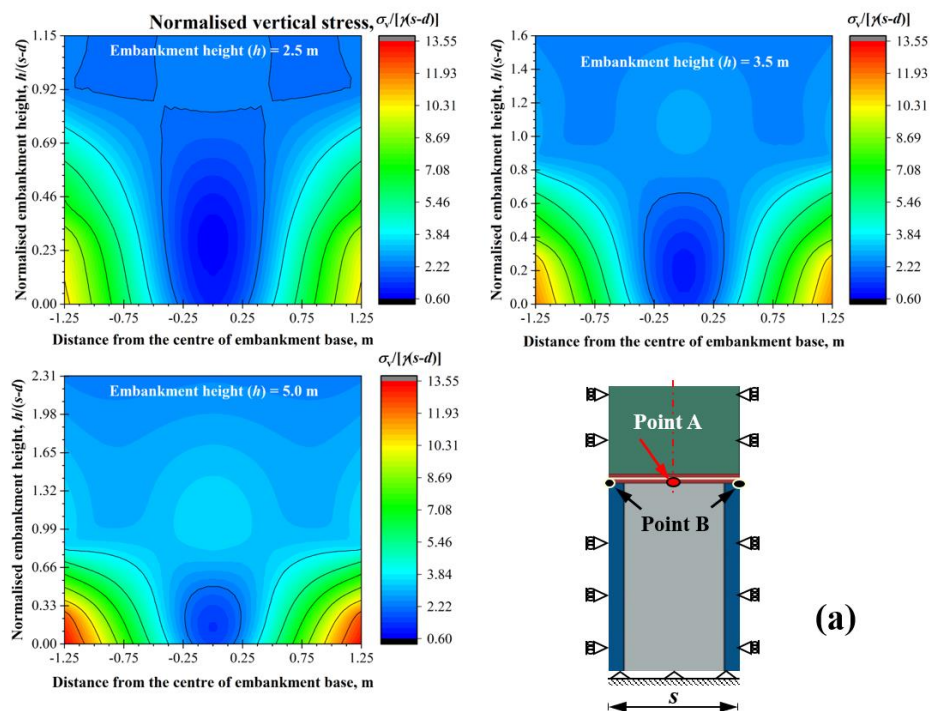 Normalised vertical stress, σv/[γ(s-d)]
Embankment height (h) = 2.5 m
Normalised embankment height, h/(s-d)
1.15
0.92
0.69
0.46
0.23
0.00
-1.25 -0.75 -0.25 0.25 0.75 1.25
Distance from the centre of embankment base, m
13.55
11.93
10.31
8.69
7.07
5.46
3.84
2.22
0.60
σv/[γ(s-d)]
Embankment height (h) = 3.5 m
Normalised embankment height, h/(s-d)
1.6
1.4
1.2
1.0
0.8
0.6
0.4
0.2
0.0
-1.25 -0.75 -0.25 0.25 0.75 1.25
Distance from the centre of embankment base, m
13.55
11.93
10.31
8.69
7.07
5.46
3.84
2.22
0.60
σv/[γ(s-d)]
Embankment height (h) = 5.0 m
Normalised embankment height, h/(s-d)
2.31
1.98
1.65
1.32
0.99
0.66
0.33
0.00
-1.25 -0.75 -0.25 0.25 0.75 1.25
Distance from the centre of embankment base, m
13.55
11.93
10.31
8.69
7.07
5.46
3.84
2.22
0.60
Point A
Point B
(a)
s